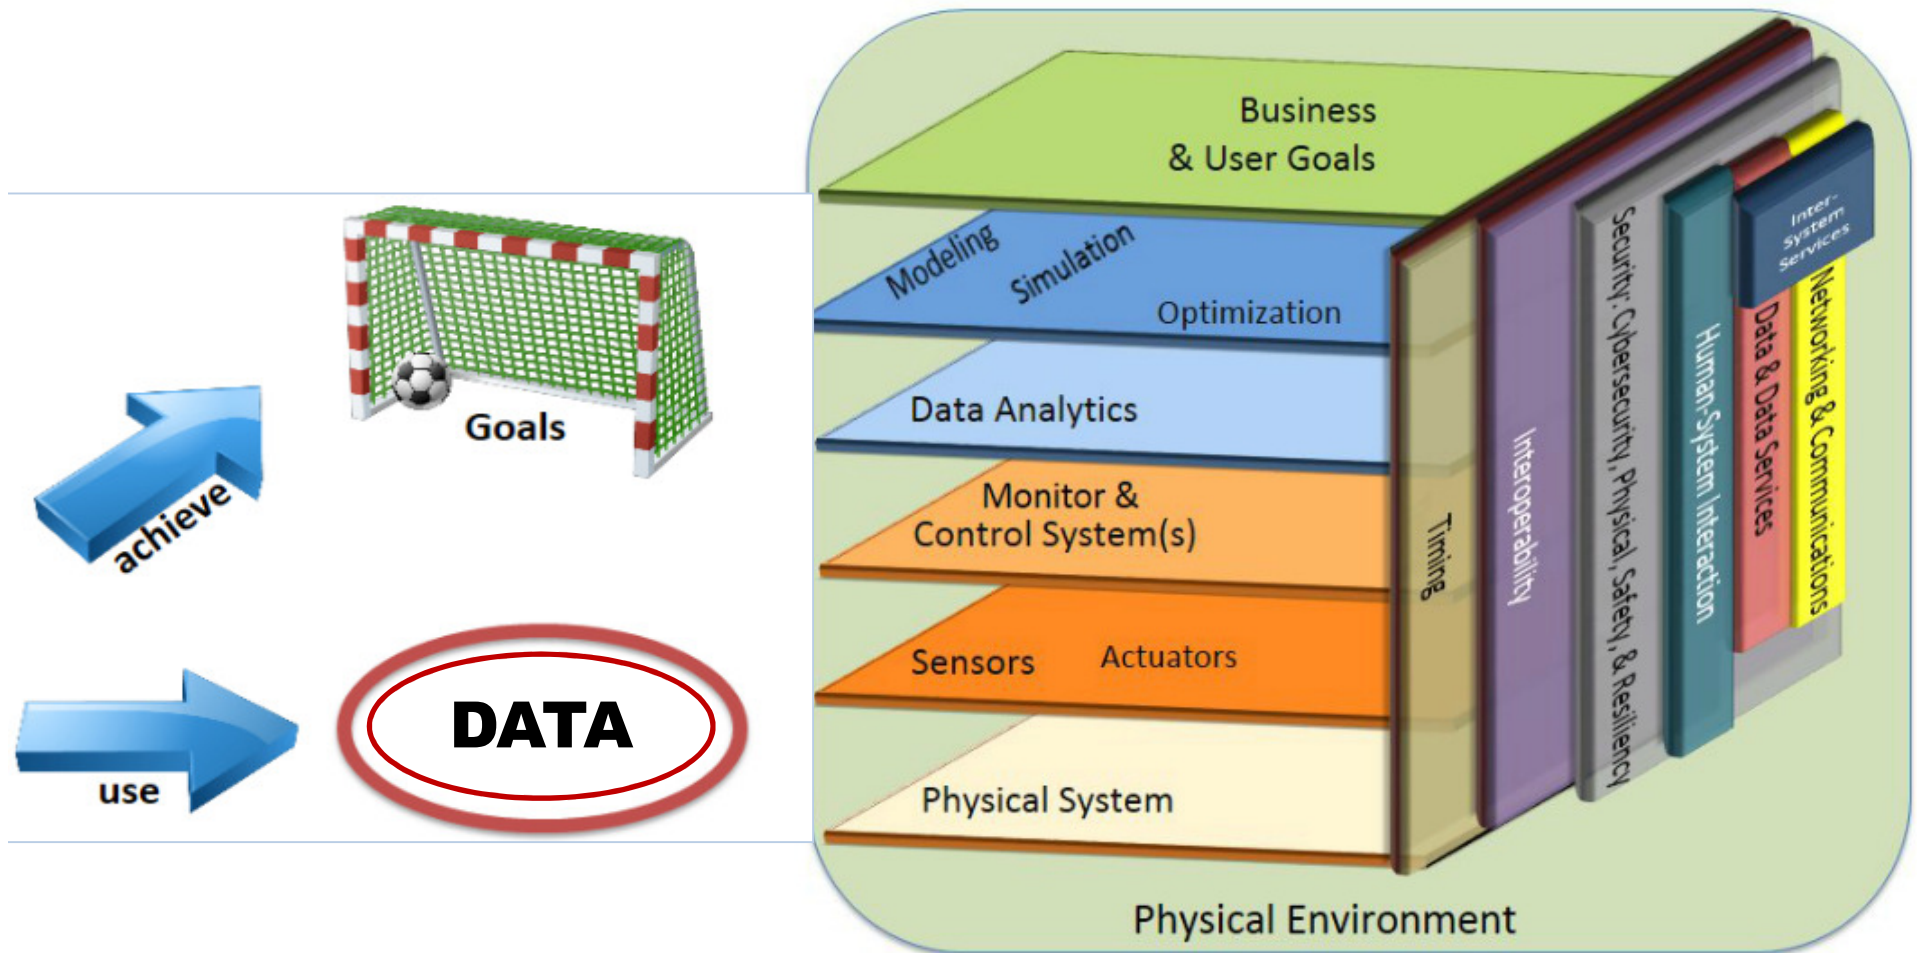 Goals
achieve
DATA
use
Business
& User Goals
Modeling
Simulation
Optimization
Data Analytics
Monitor &
Control System(s)
Sensors
Actuators
Physical System
Timing
Interoperability
Security: Cybersecurity, Physical, Safety, & Resiliency
Human-System Interaction
Data & Data Services
Networking & Communications
Inter-
System
Services
Physical Environment